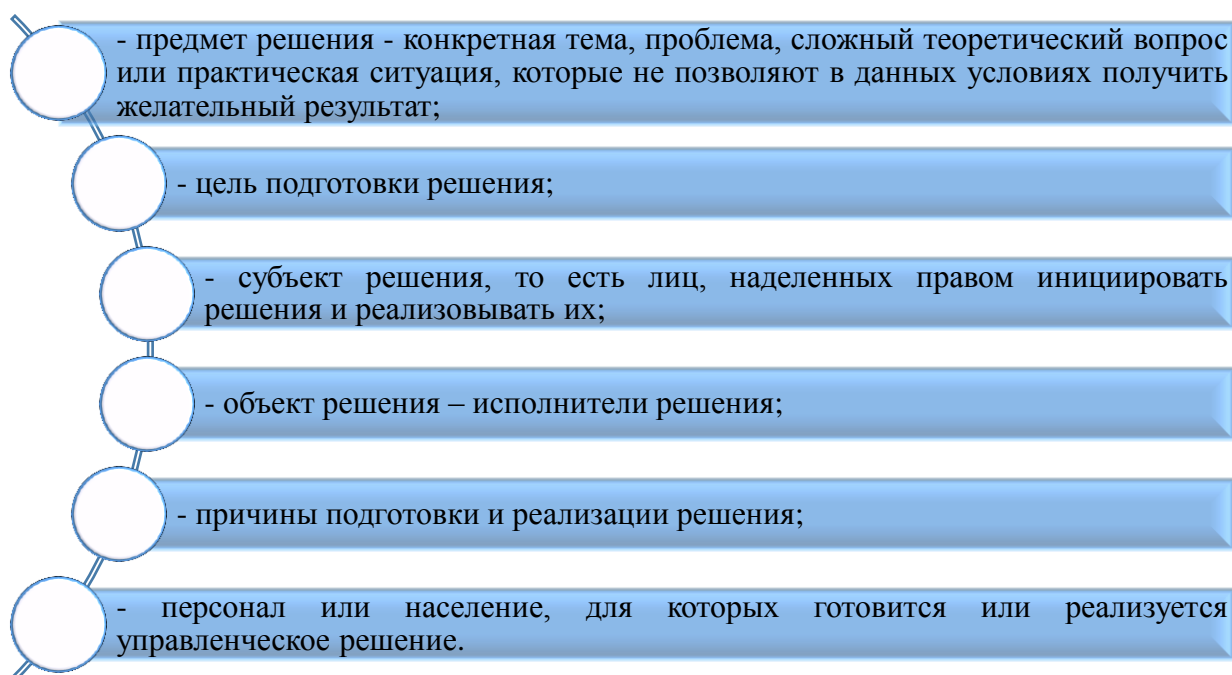 - предмет решения - конкретная тема, проблема, сложный теоретический вопрос
или практическая ситуация, которые не позволяют в данных условиях получить
желательный результат;
- цель подготовки решения;
- субъект решения, то есть лиц, наделенных правом инициировать
решения и реализовывать их;
- объект решения – исполнители решения;
- причины подготовки и реализации решения;
- персонал или население, для которых готовится или реализуется
управленческое решение.